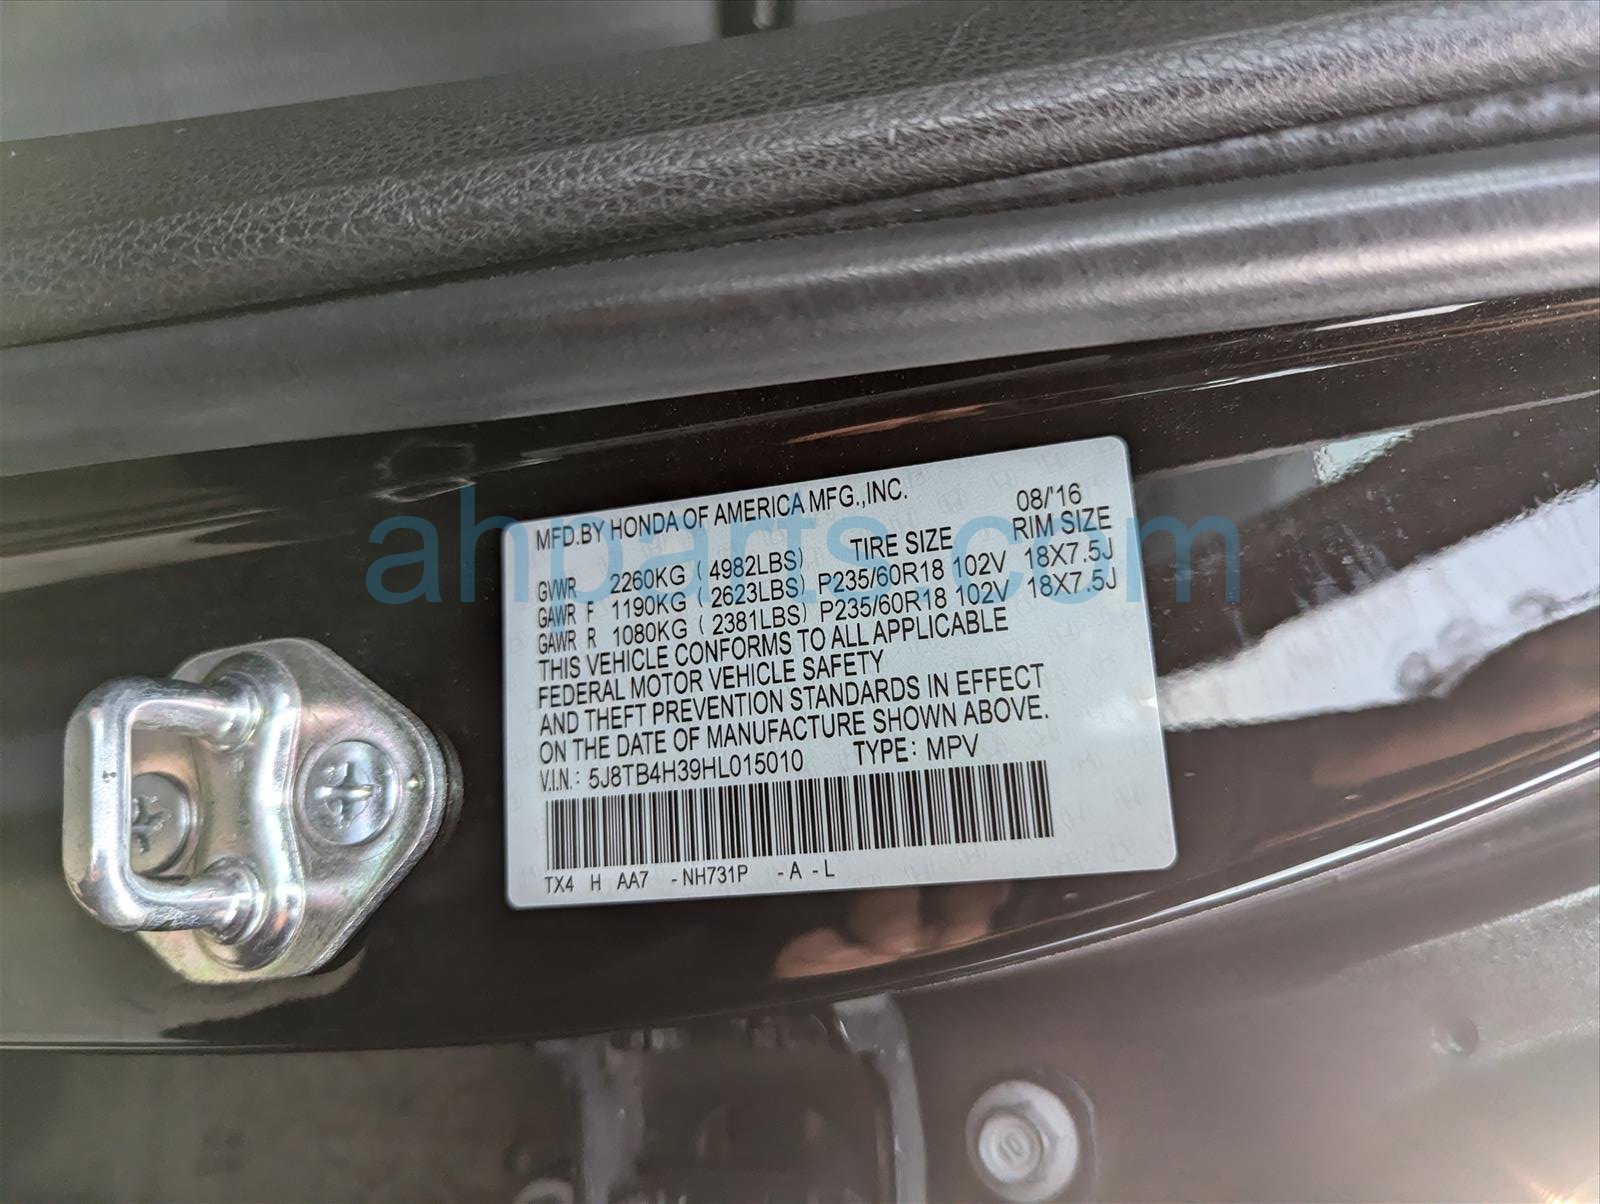 MFD.BY HONDA OF AMERICA MFG.,INC. 08/'16
TIRE SIZE RIM SIZE
GVWR 2260KG ( 4982LBS)
GAWR F 1190KG ( 2623LBS) P235/60R18 102V 18X7.5J
GAWR R 1080KG ( 2381LBS) P235/60R18 102V 18X7.5J
THIS VEHICLE CONFORMS TO ALL APPLICABLE
FEDERAL MOTOR VEHICLE SAFETY
AND THEFT PREVENTION STANDARDS IN EFFECT
ON THE DATE OF MANUFACTURE SHOWN ABOVE.
V.I.N.: 5J8TB4H39HL015010 TYPE: MPV
TX4 H AA7 -NH731P -A -L
ahparts.com
10